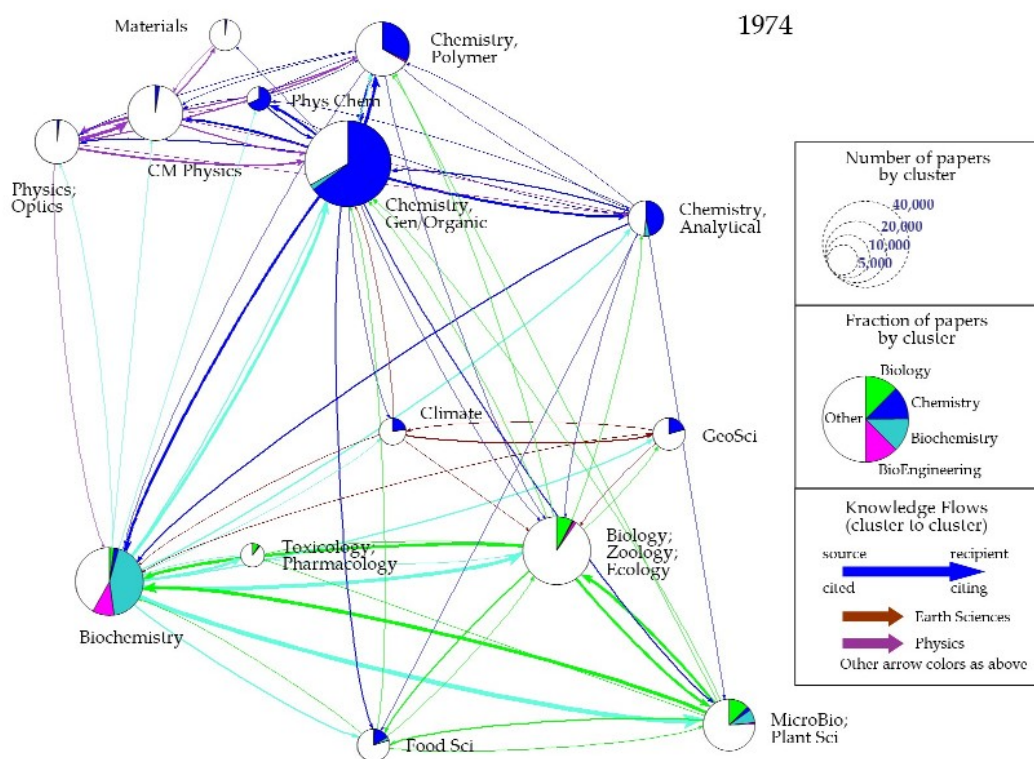 1974
Materials
Chemistry,
Polymer
Phys Chem
CM Physics
Physics;
Optics
Chemistry,
Gen/Organic
Chemistry,
Analytical
Climate
GeoSci
Toxicology;
Pharmacology
Biology;
Zoology;
Ecology
Biochemistry
Food Sci
MicroBio;
Plant Sci
Number of papers
by cluster
40,000
20,000
10,000
5,000
Fraction of papers
by cluster
Biology
Other
Chemistry
Biochemistry
BioEngineering
Knowledge Flows
(cluster to cluster)
source recipient
cited citing
Earth Sciences
Physics
Other arrow colors as above